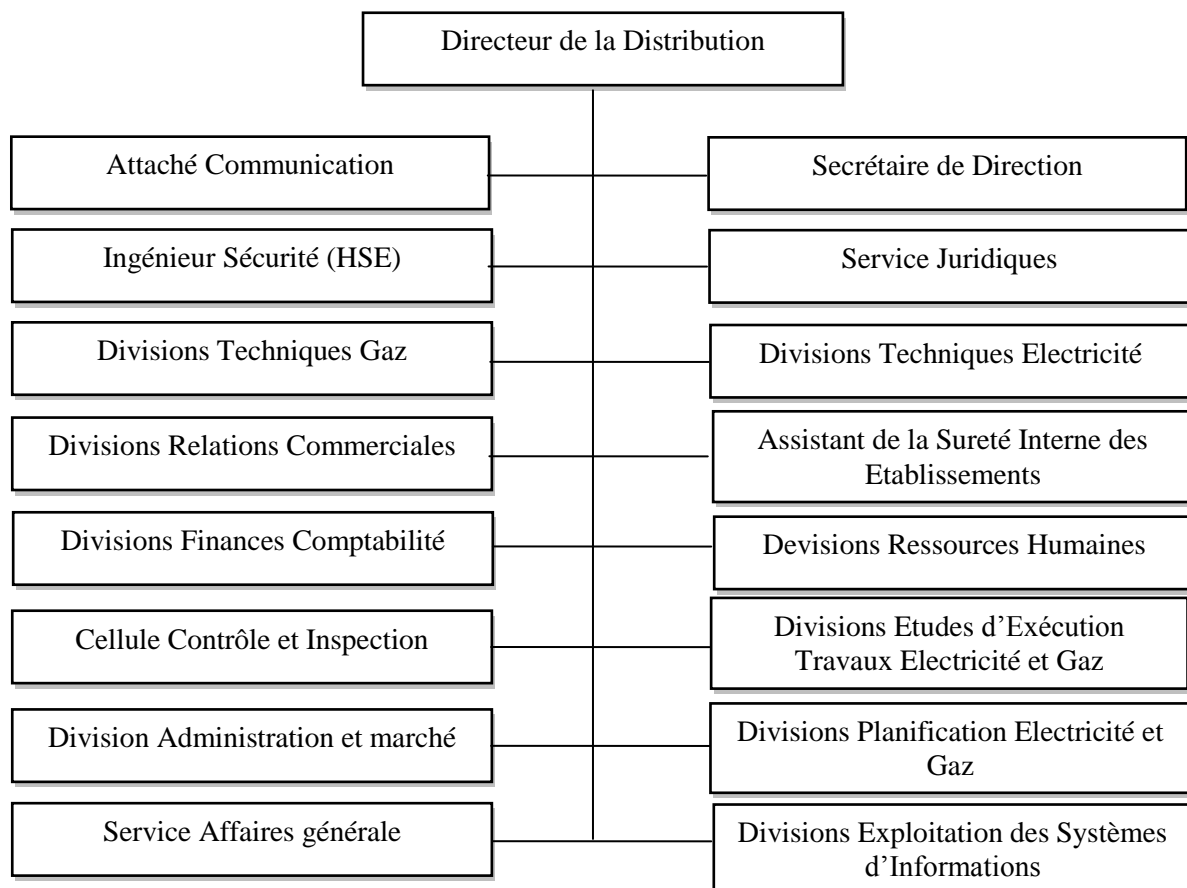 Directeur de la Distribution
Attaché Communication
Secrétaire de Direction
Ingénieur Sécurité (HSE)
Service Juridiques
Divisions Techniques Gaz
Divisions Techniques Electricité
Divisions Relations Commerciales
Assistant de la Sureté Interne des
Etablissements
Divisions Finances Comptabilité
Devisions Ressources Humaines
Cellule Contrôle et Inspection
Divisions Etudes d’Exécution
Travaux Electricité et Gaz
Division Administration et marché
Divisions Planification Electricité et
Gaz
Service Affaires générale
Divisions Exploitation des Systèmes
d’Informations